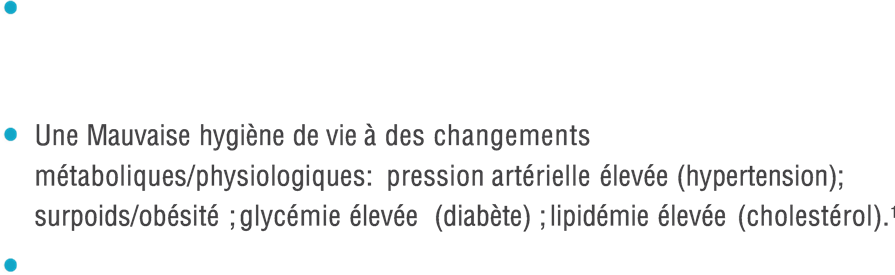 • 
• Une Mauvaise hygiène de vie à des changements
métaboliques/physiologiques: pression artérielle élevée (hypertension);
surpoids/obésité ; glycémie élevée (diabète) ; lipidémie élevée (cholestérol).¹
•